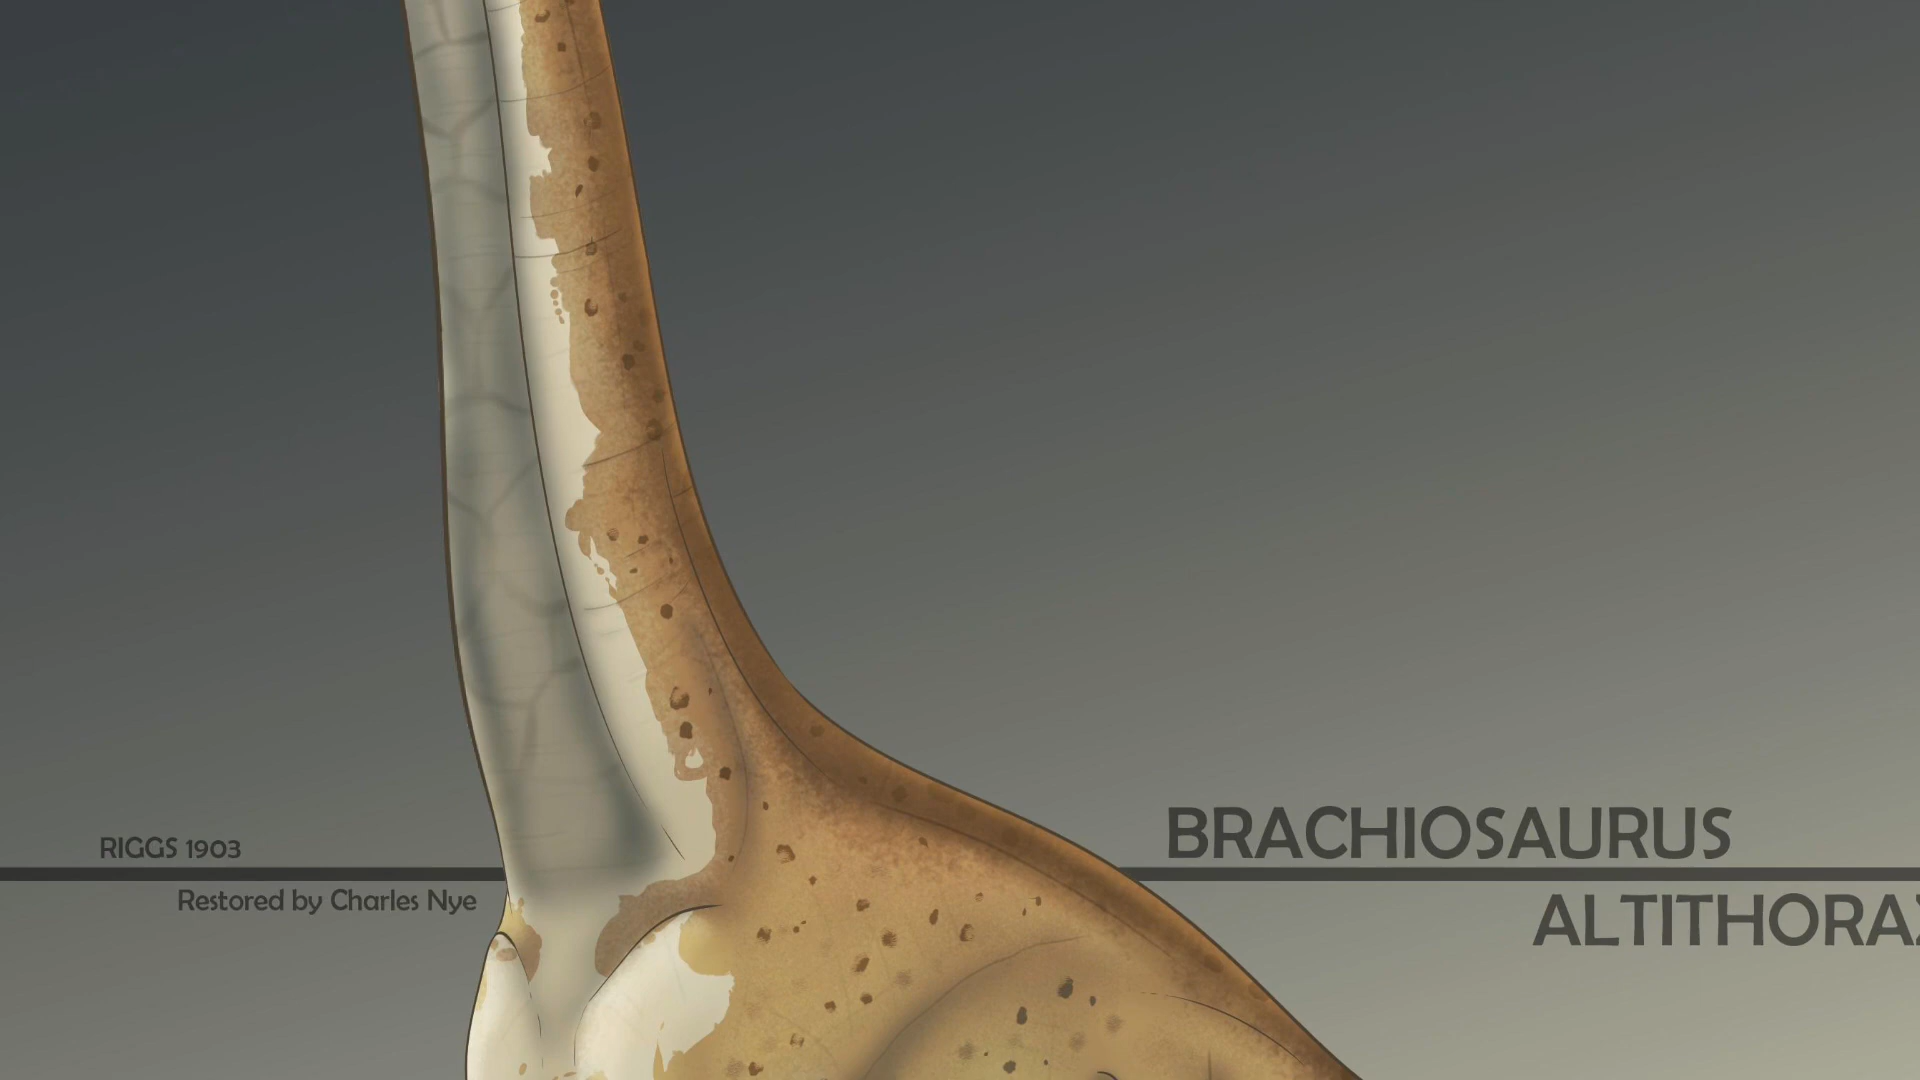 RIGGS 1903
Restored by Charles Nye
BRACHIOSAURUS
ALTITHORA